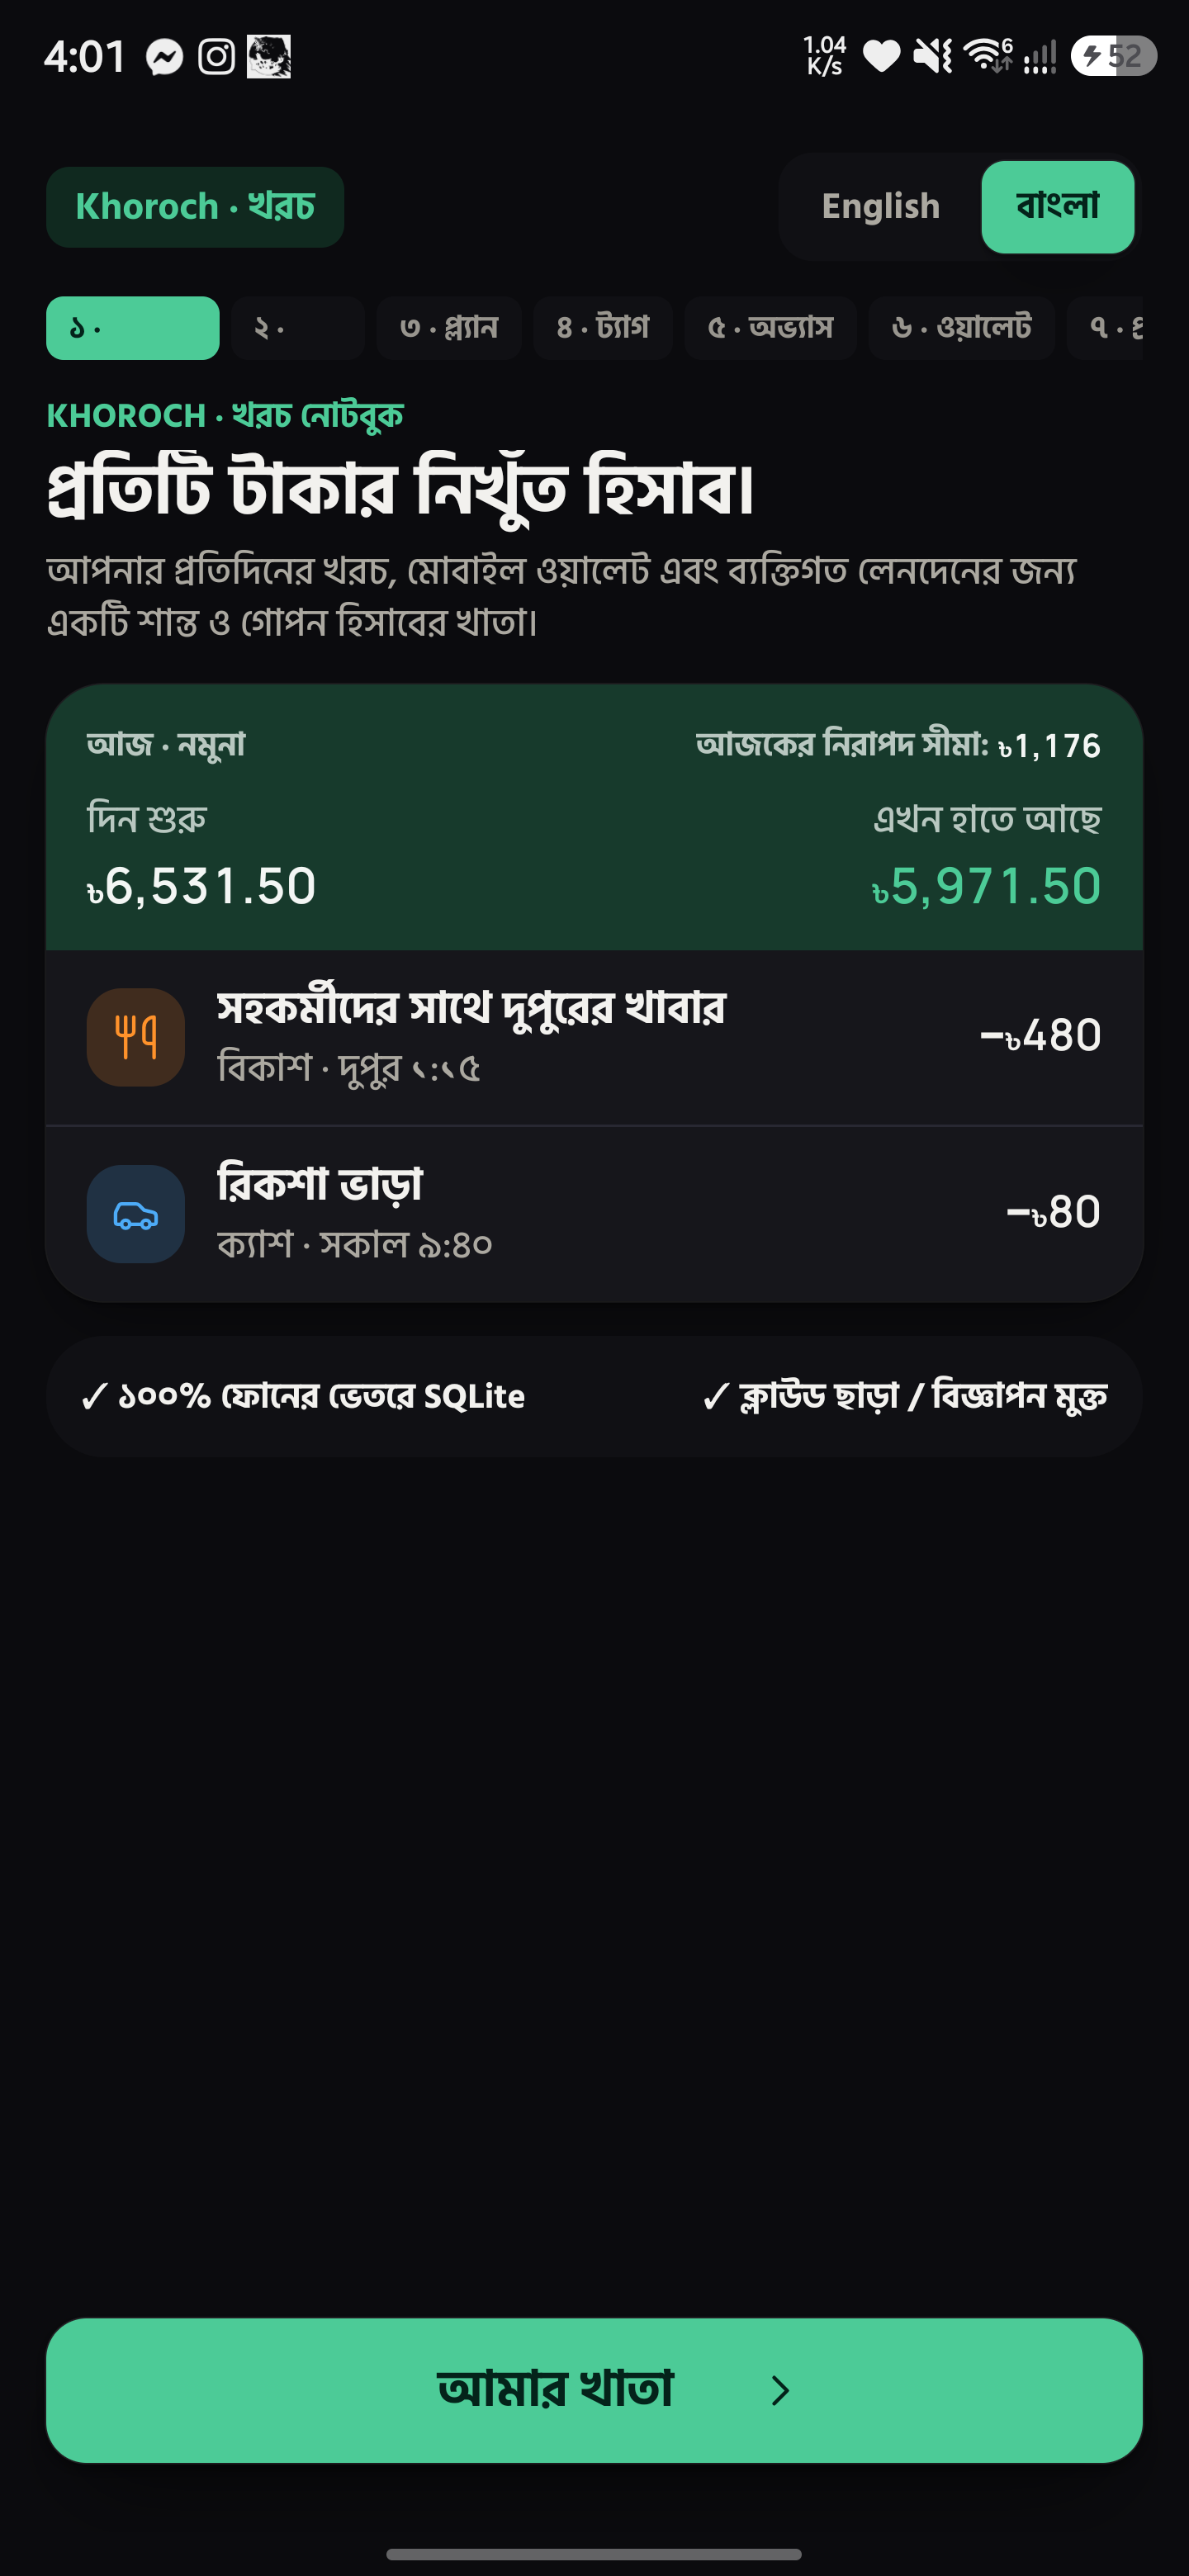 4:01
1.04 K/s
6
52
Khoroch · খরচ
English
বাংলা
১ ·
২ ·
৩ · প্ল্যান
৪ · ট্যাগ
৫ · অভ্যাস
৬ · ওয়ালেট
৭ ·
KHOROCH · খরচ নোটবুক
প্রতিটি টাকার নিখুঁত হিসাব।
আপনার প্রতিদিনের খরচ, মোবাইল ওয়ালেট এবং ব্যক্তিগত লেনদেনের জন্য
একটি শান্ত ও গোপন হিসাবের খাতা।
আজ · নমুনা
আজকের নিরাপদ সীমা: ৳1,176
দিন শুরু
এখন হাতে আছে
৳6,531.50
৳5,971.50
সহকর্মীদের সাথে দুপুরের খাবার
−৳480
বিকাশ · দুপুর ১:১৫
রিকশা ভাড়া
−৳80
ক্যাশ · সকাল ৯:৪০
✓ ১০০% ফোনের ভেতরে SQLite
✓ ক্লাউড ছাড়া / বিজ্ঞাপন মুক্ত
আমার খাতা